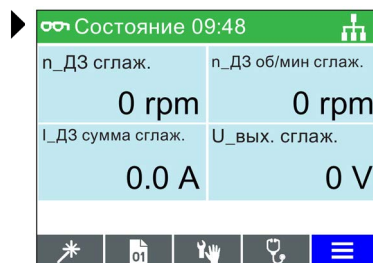 Состояние 09:48
n_ДЗ сглаж. n_ДЗ об/мин сглаж.
0 rpm 0 rpm
I_ДЗ сумма сглаж. U_вых. сглаж.
0.0 A 0 V
01